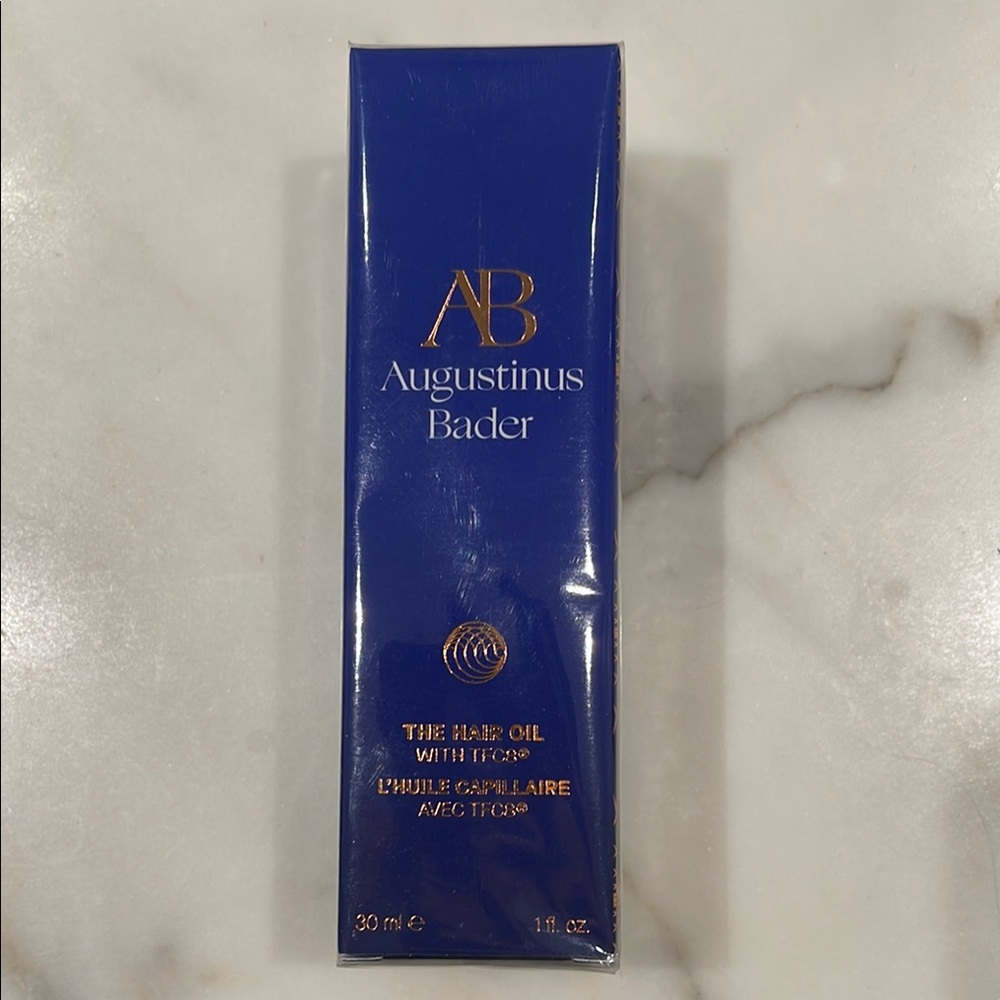 AB
Augustinus
Bader
THE HAIR OIL
WITH TFC8®
L'HUILE CAPILLAIRE
AVEC TFC8®
30 ml ℮ 1 fl. oz.